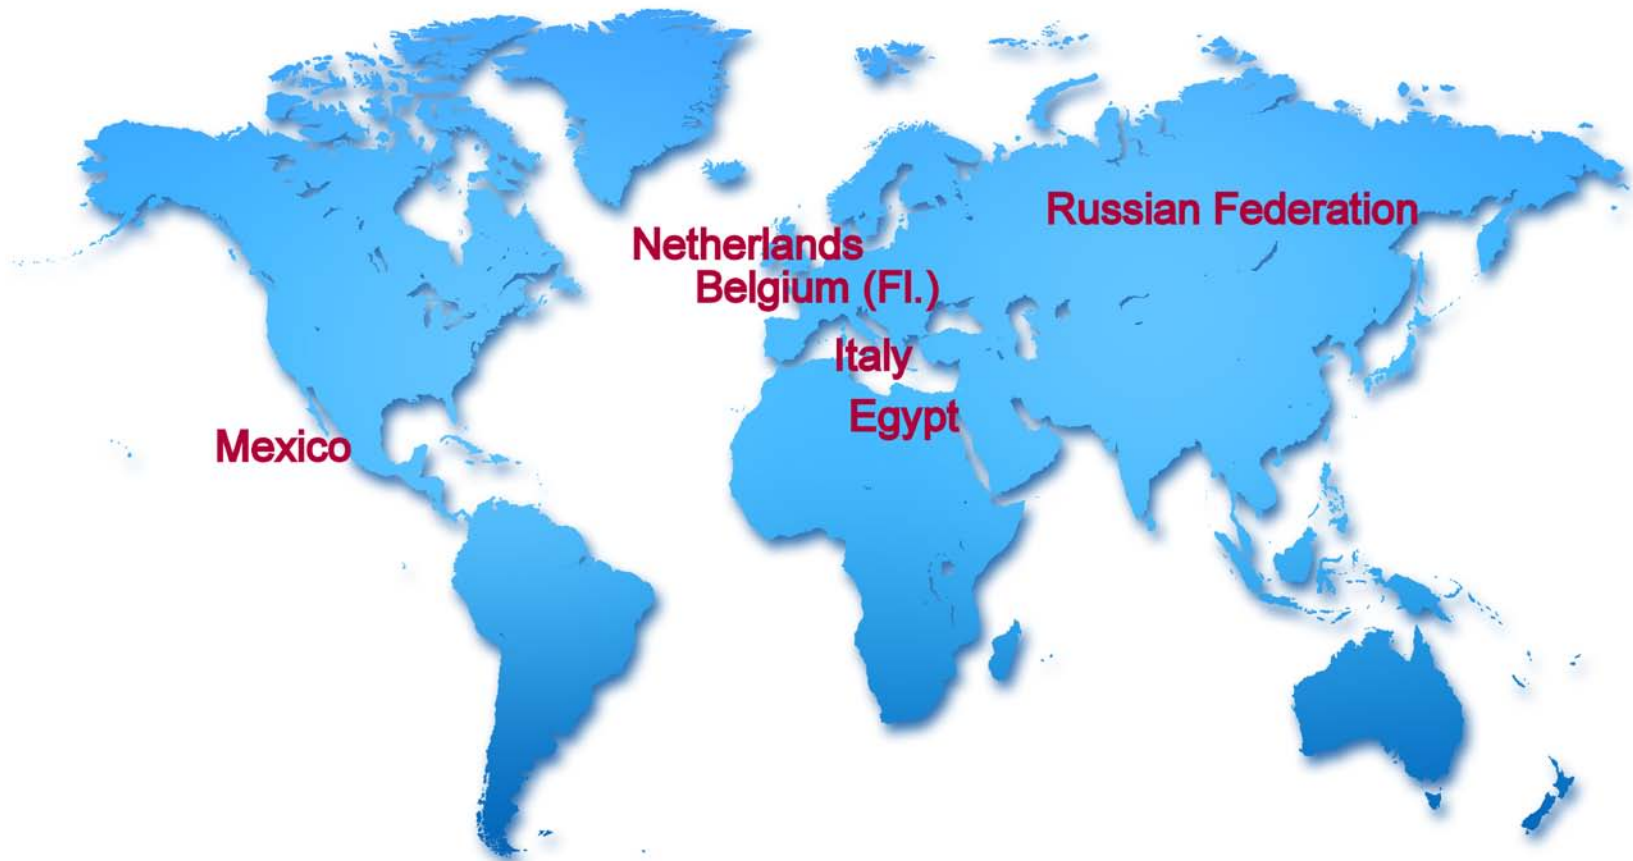 Russian Federation
Netherlands
Belgium (Fl.)
Italy
Egypt
Mexico